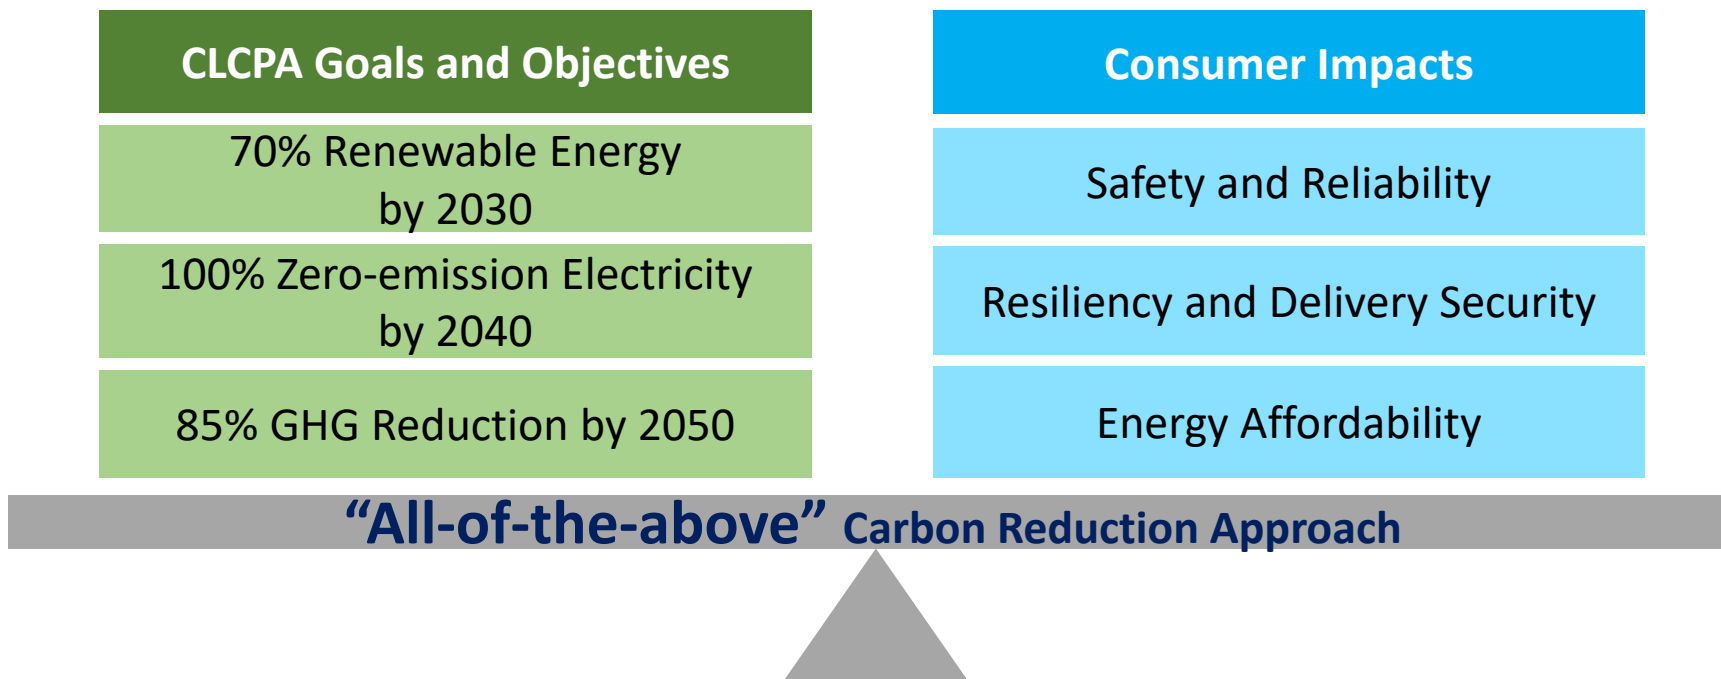 CLCPA Goals and Objectives
70% Renewable Energy
by 2030
100% Zero-emission Electricity
by 2040
85% GHG Reduction by 2050
Consumer Impacts
Safety and Reliability
Resiliency and Delivery Security
Energy Affordability
“All-of-the-above” Carbon Reduction Approach